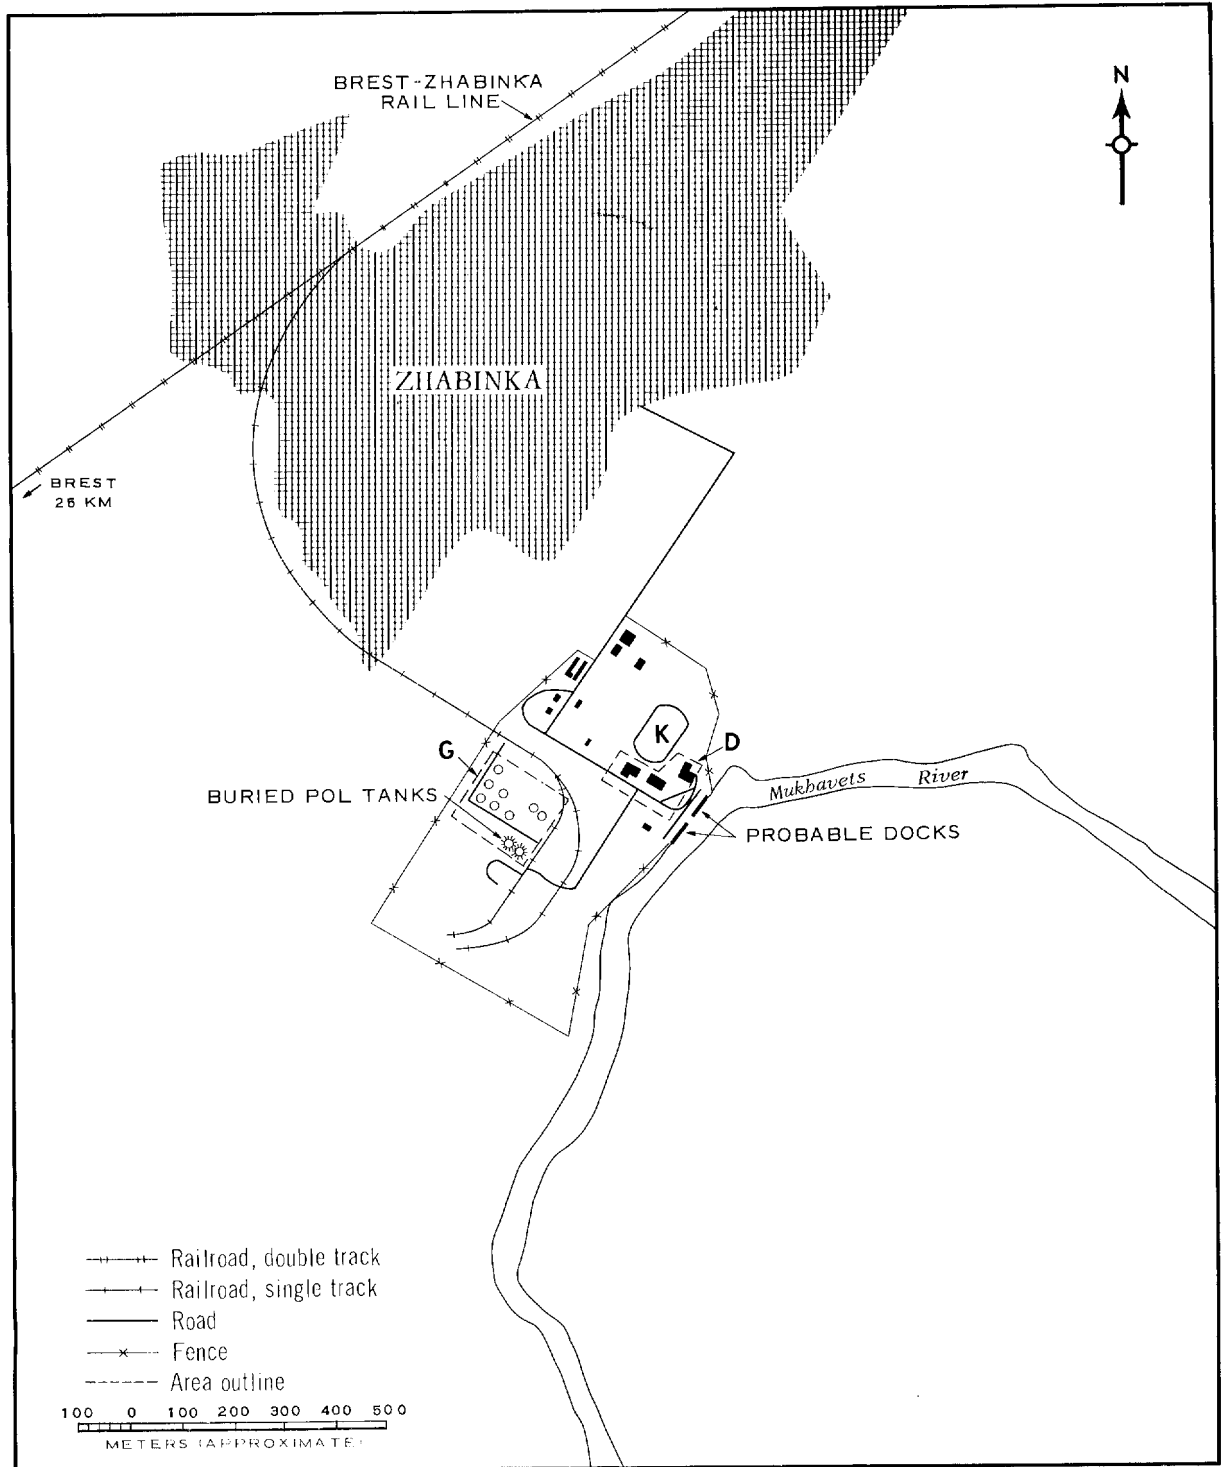 BREST-ZHABINKA
RAIL LINE
N
ZHABINKA
BREST
25 KM
K
D
G
Mukhavets River
BURIED POL TANKS
PROBABLE DOCKS
Railroad, double track
Railroad, single track
Road
Fence
Area outline
100 0 100 200 300 400 500
METERS (APPROXIMATE)